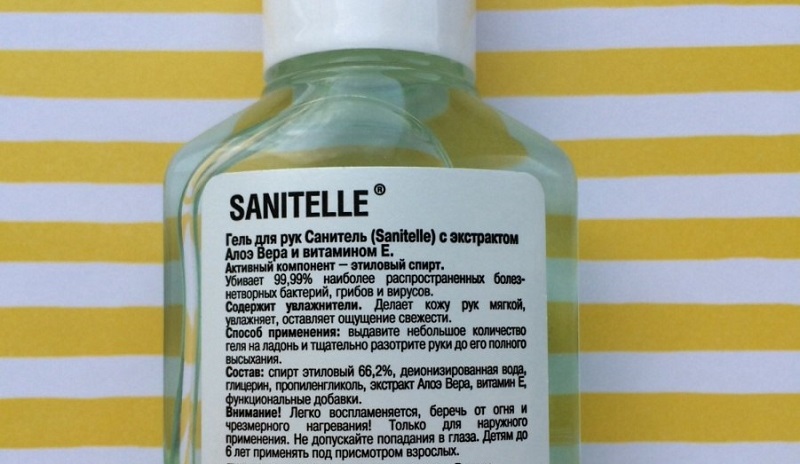 SANITELLE®
Гель для рук Санитель (Sanitelle) с экстрактом
Алоэ Вера и витамином Е.
Активный компонент – этиловый спирт.
Убивает 99,99% наиболее распространенных болез-
нетворных бактерий, грибов и вирусов.
Содержит увлажнители. Делает кожу рук мягкой,
увлажняет, оставляет ощущение свежести.
Способ применения: выдавите небольшое количество
геля на ладонь и тщательно разотрите руки до его полного
высыхания.
Состав: спирт этиловый 66,2%, деионизированная вода,
глицерин, пропиленгликоль, экстракт Алоэ Вера, витамин Е,
функциональные добавки.
Внимание! Легко воспламеняется, беречь от огня и
чрезмерного нагревания! Только для наружного
применения. Не допускайте попадания в глаза. Детям до
6 лет применять под присмотром взрослых.